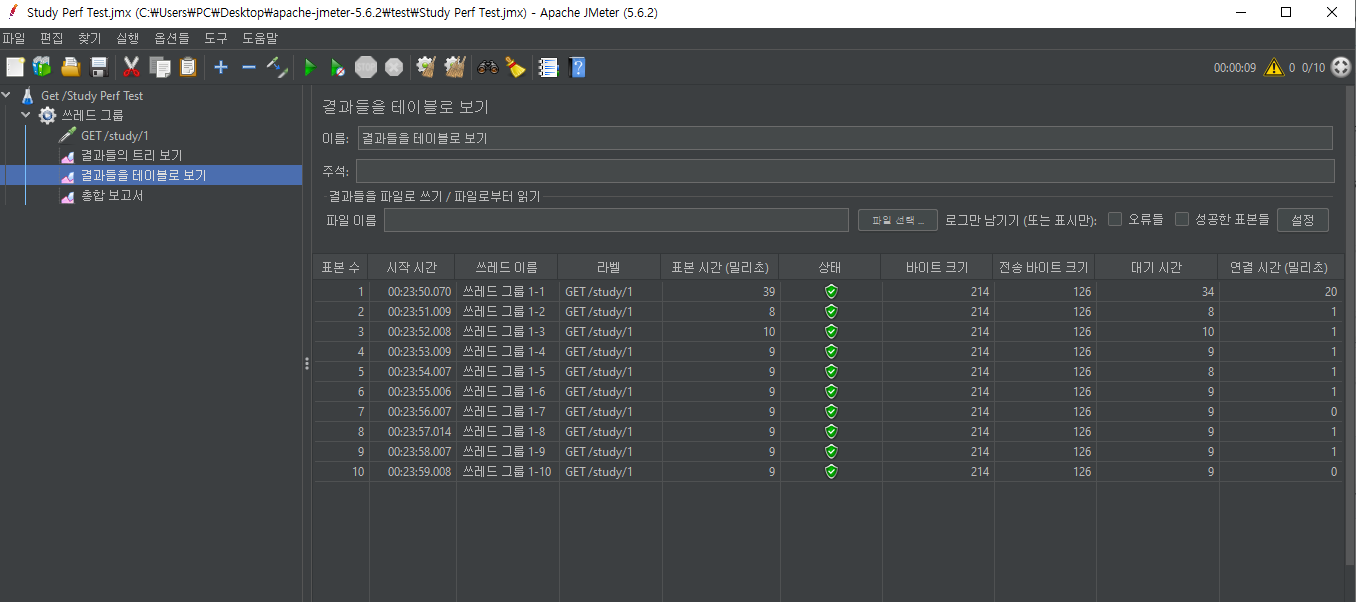 Study Perf Test.jmx (C:₩Users₩PC₩Desktop₩apache-jmeter-5.6.2₩test₩Study Perf Test.jmx) - Apache JMeter (5.6.2)
파일 편집 찾기 실행 옵션들 도구 도움말
STOP 00:00:09 0 0/10
Get /Study Perf Test
쓰레드 그룹
GET /study/1
결과들의 트리 보기
결과들을 테이블로 보기
총합 보고서
결과들을 테이블로 보기
이름: 결과들을 테이블로 보기
주석:
결과들을 파일로 쓰기 / 파일로부터 읽기
파일 이름 파일 선택 ... 로그만 남기기 (또는 표시만): 오류들 성공한 표본들 설정
표본 수 시작 시간 쓰레드 이름 라벨 표본 시간 (밀리초) 상태 바이트 크기 전송 바이트 크기 대기 시간 연결 시간 (밀리초)
1 00:23:50.070 쓰레드 그룹 1-1 GET /study/1 39 214 126 34 20
2 00:23:51.009 쓰레드 그룹 1-2 GET /study/1 8 214 126 8 1
3 00:23:52.008 쓰레드 그룹 1-3 GET /study/1 10 214 126 10 1
4 00:23:53.009 쓰레드 그룹 1-4 GET /study/1 9 214 126 9 1
5 00:23:54.007 쓰레드 그룹 1-5 GET /study/1 9 214 126 8 1
6 00:23:55.006 쓰레드 그룹 1-6 GET /study/1 9 214 126 9 1
7 00:23:56.007 쓰레드 그룹 1-7 GET /study/1 9 214 126 9 0
8 00:23:57.014 쓰레드 그룹 1-8 GET /study/1 9 214 126 9 1
9 00:23:58.007 쓰레드 그룹 1-9 GET /study/1 9 214 126 9 1
10 00:23:59.008 쓰레드 그룹 1-10 GET /study/1 9 214 126 9 0